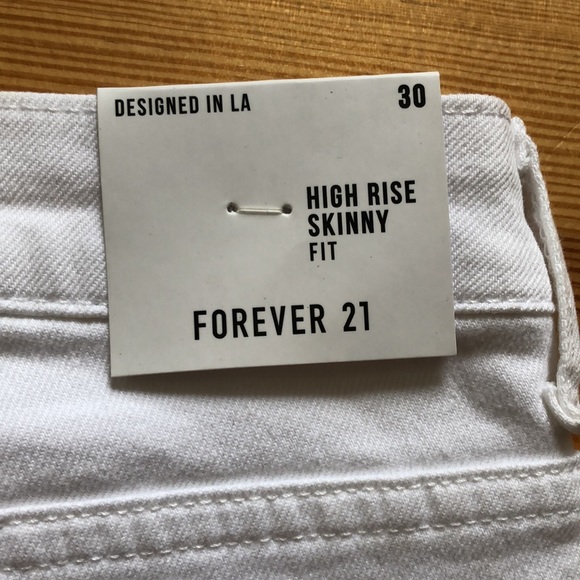 DESIGNED IN LA 30
HIGH RISE
SKINNY
FIT
FOREVER 21